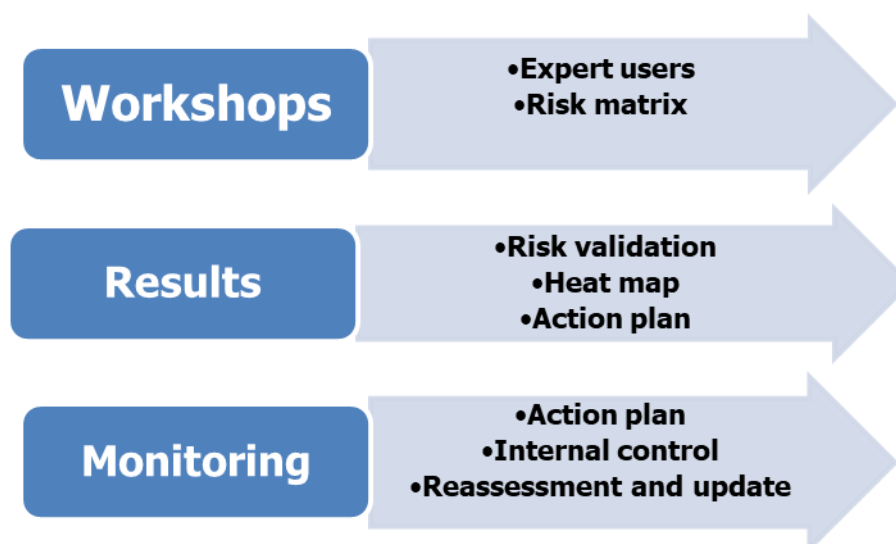 Workshops
•Expert users
•Risk matrix
Results
•Risk validation
•Heat map
•Action plan
Monitoring
•Action plan
•Internal control
•Reassessment and update